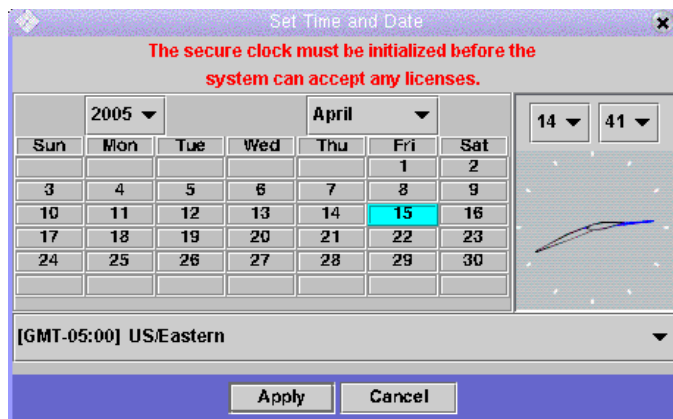 Set Time and Date
The secure clock must be initialized before the
system can accept any licenses.
2005 April 14 41
Sun Mon Tue Wed Thu Fri Sat
1 2
3 4 5 6 7 8 9
10 11 12 13 14 15 16
17 18 19 20 21 22 23
24 25 26 27 28 29 30
[GMT-05:00] US/Eastern
Apply Cancel